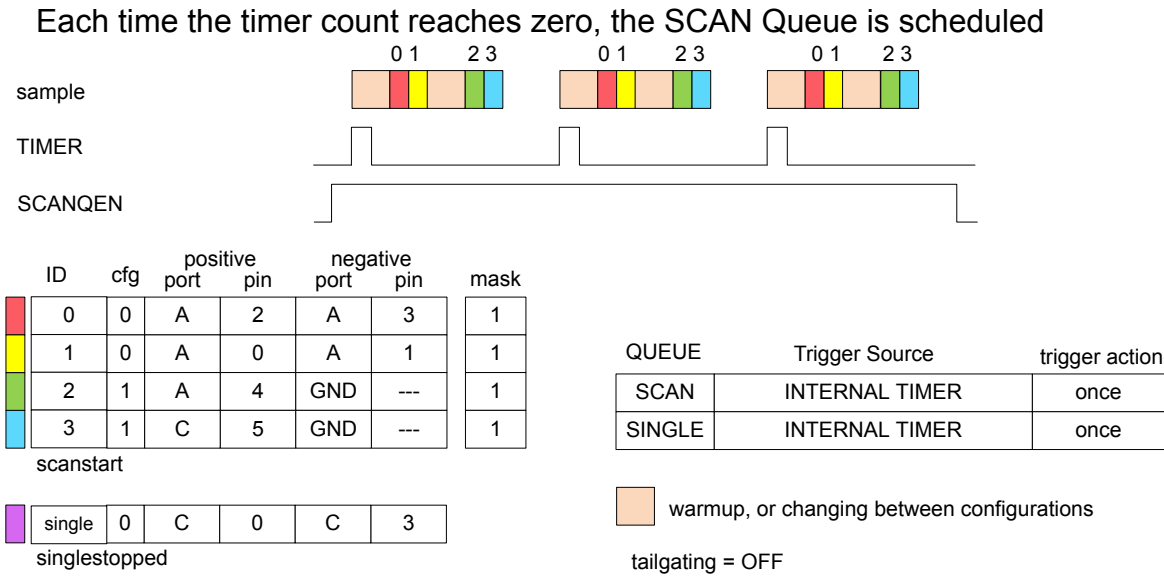 Each time the timer count reaches zero, the SCAN Queue is scheduled
0 1 2 3 0 1 2 3 0 1 2 3
sample
TIMER
SCANQEN
positive negative
ID cfg port pin port pin mask
0 0 A 2 A 3 1
1 0 A 0 A 1 1
2 1 A 4 GND --- 1
3 1 C 5 GND --- 1
scanstart
QUEUE Trigger Source trigger action
SCAN INTERNAL TIMER once
SINGLE INTERNAL TIMER once
single 0 C 0 C 3
singlestopped
warmup, or changing between configurations
tailgating = OFF